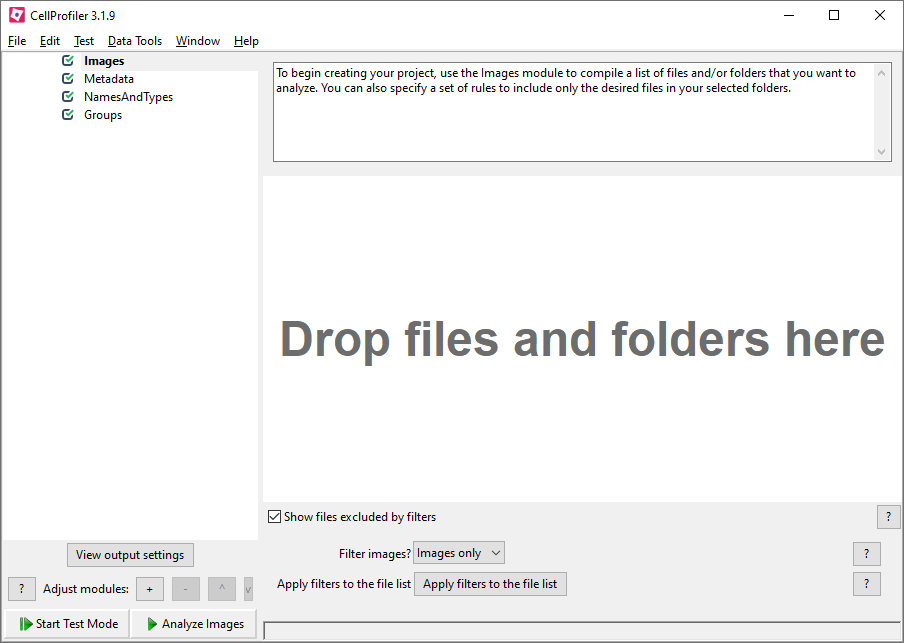 CellProfiler 3.1.9
File Edit Test Data Tools Window Help
Images
Metadata
NamesAndTypes
Groups
To begin creating your project, use the Images module to compile a list of files and/or folders that you want to
analyze. You can also specify a set of rules to include only the desired files in your selected folders.
Drop files and folders here
Show files excluded by filters ?
Filter images? Images only ?
Apply filters to the file list Apply filters to the file list ?
View output settings
? Adjust modules: + - ^ v
Start Test Mode Analyze Images